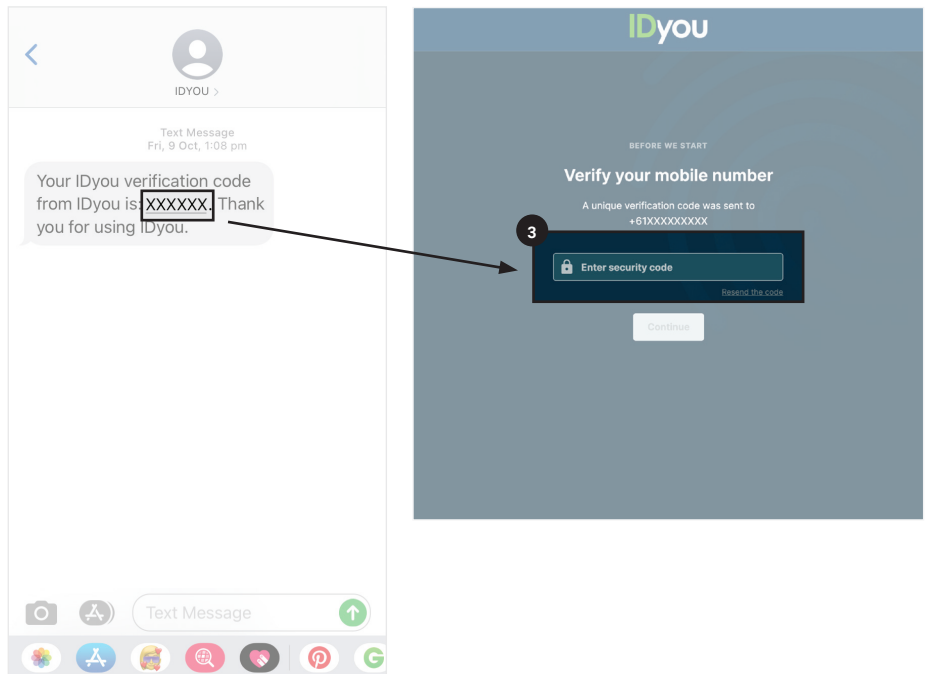 IDYOU >
Text Message
Fri, 9 Oct, 1:08 pm
Your IDyou verification code
from IDyou is: XXXXXX. Thank
you for using IDyou.
Text Message
G
IDyou
BEFORE WE START
Verify your mobile number
A unique verification code was sent to
+61XXXXXXXXX
3
Enter security code
Resend the code
Continue